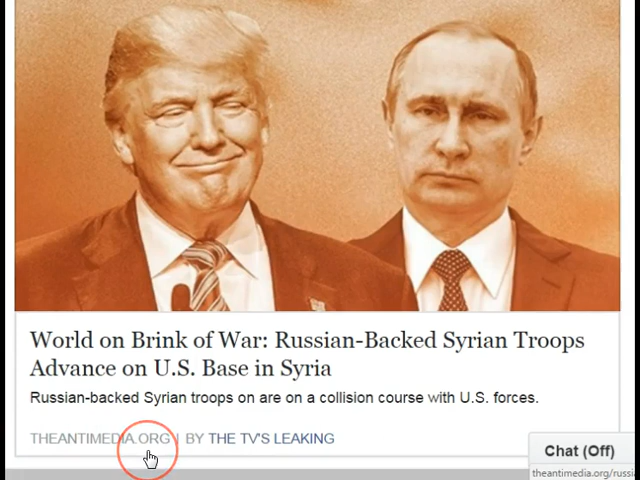 World on Brink of War: Russian-Backed Syrian Troops
Advance on U.S. Base in Syria
Russian-backed Syrian troops on are on a collision course with U.S. forces.
THEANTIMEDIA.ORG | BY THE TV'S LEAKING
Chat (Off)
theantimedia.org/russi